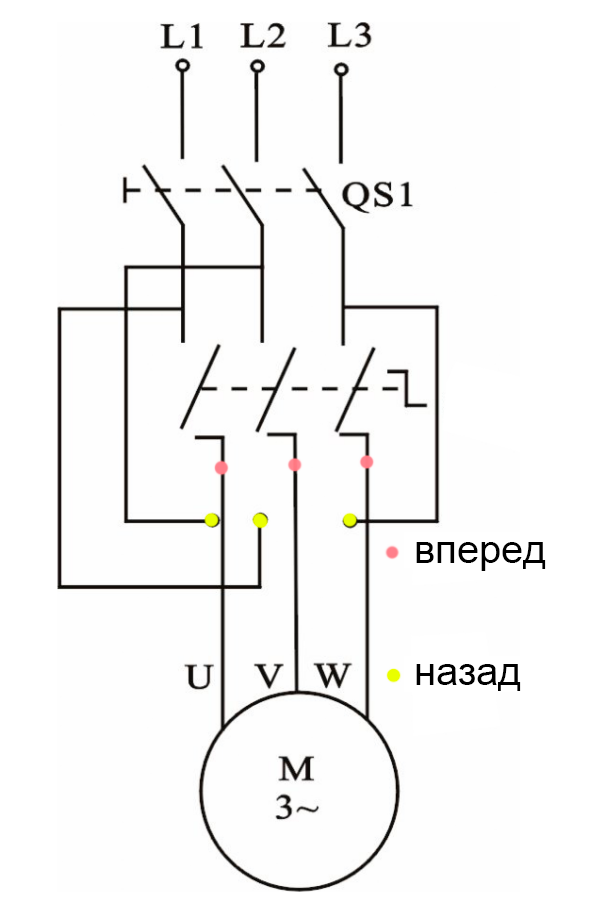 L1 L2 L3
QS1
вперед
назад
U V W
M
3~